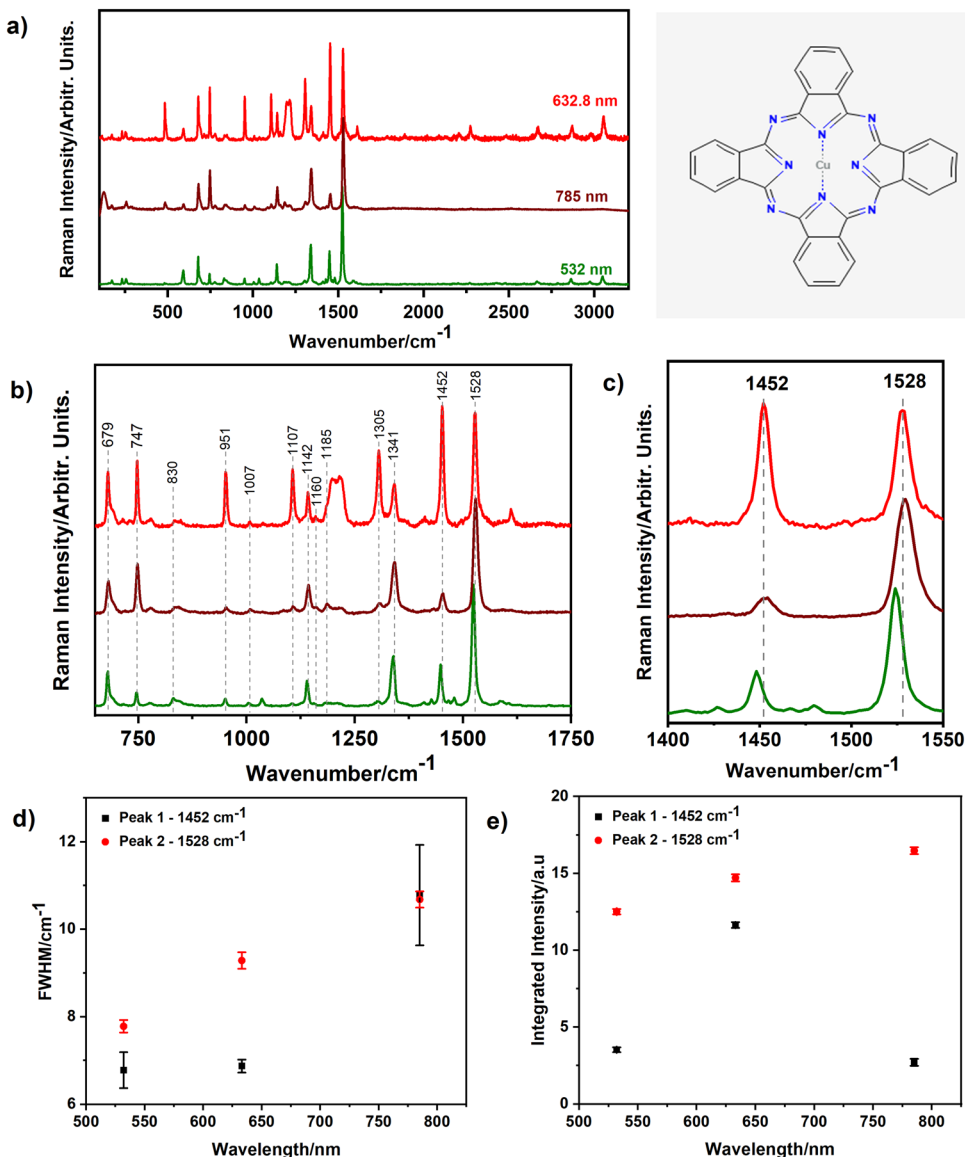 a)
Raman Intensity/Arbitr. Units.
632.8 nm
785 nm
532 nm
500 1000 1500 2000 2500 3000
Wavenumber/cm⁻¹
N N
N
N Cu N
N
N N
b)
Raman Intensity/Arbitr. Units.
679 747 830 951 1007 1107 1142 1160 1185 1305 1341 1452 1528
750 1000 1250 1500 1750
Wavenumber/cm⁻¹
c)
Raman Intensity/Arbitr. Units.
1452 1528
1400 1450 1500 1550
Wavenumber/cm⁻¹
d)
Peak 1 - 1452 cm⁻¹
Peak 2 - 1528 cm⁻¹
FWHM/cm⁻¹
12
10
8
6
500 550 600 650 700 750 800
Wavelength/nm
e)
Peak 1 - 1452 cm⁻¹
Peak 2 - 1528 cm⁻¹
Integrated Intensity/a.u
20
15
10
5
0
500 550 600 650 700 750 800
Wavelength/nm